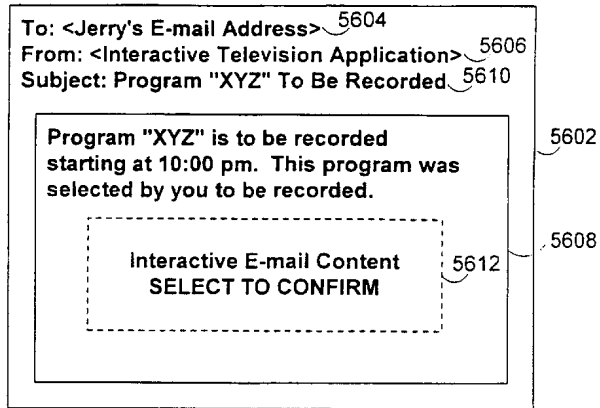 To: <Jerry's E-mail Address> 5604
From: <Interactive Television Application> 5606
Subject: Program "XYZ" To Be Recorded 5610
Program "XYZ" is to be recorded
starting at 10:00 pm. This program was
selected by you to be recorded.
5602
5608
Interactive E-mail Content
SELECT TO CONFIRM
5612